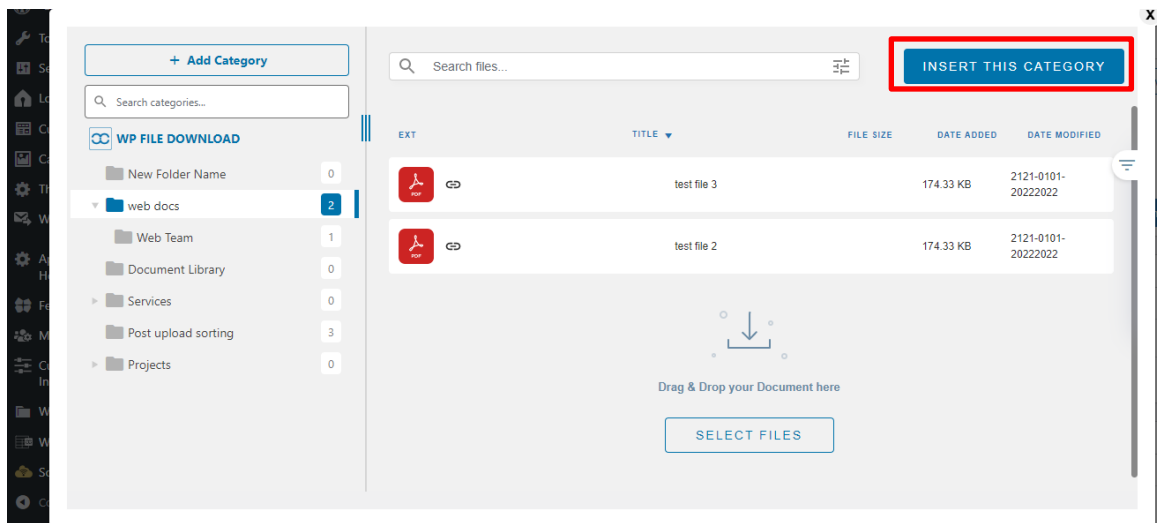 X
+ Add Category
Search categories...
WP FILE DOWNLOAD
New Folder Name 0
web docs 2
Web Team 1
Document Library 0
Services 0
Post upload sorting 3
Projects 0
Search files...
INSERT THIS CATEGORY
EXT TITLE FILE SIZE DATE ADDED DATE MODIFIED
PDF test file 3 174.33 KB 2121-0101-
20222022
PDF test file 2 174.33 KB 2121-0101-
20222022
Drag & Drop your Document here
SELECT FILES